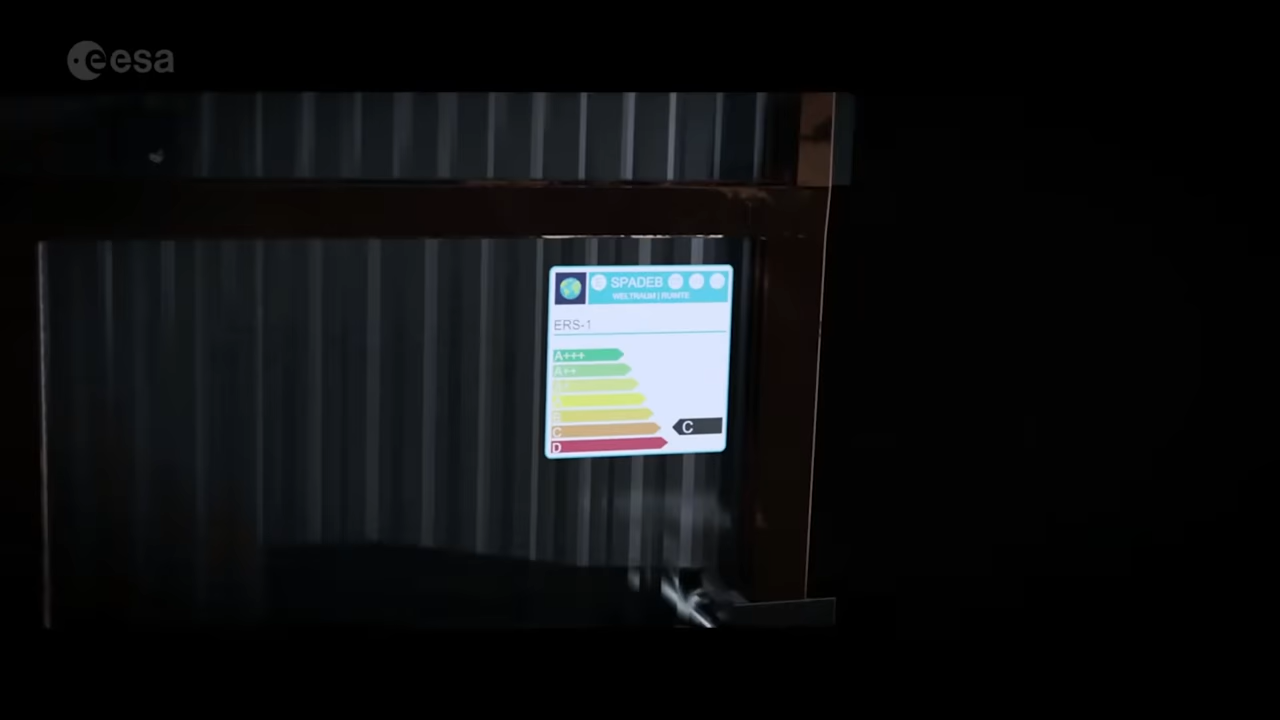 esa
SPADEB
WELTRAUM | RUIMTE
ERS-1
A+++
A++
C
C
D